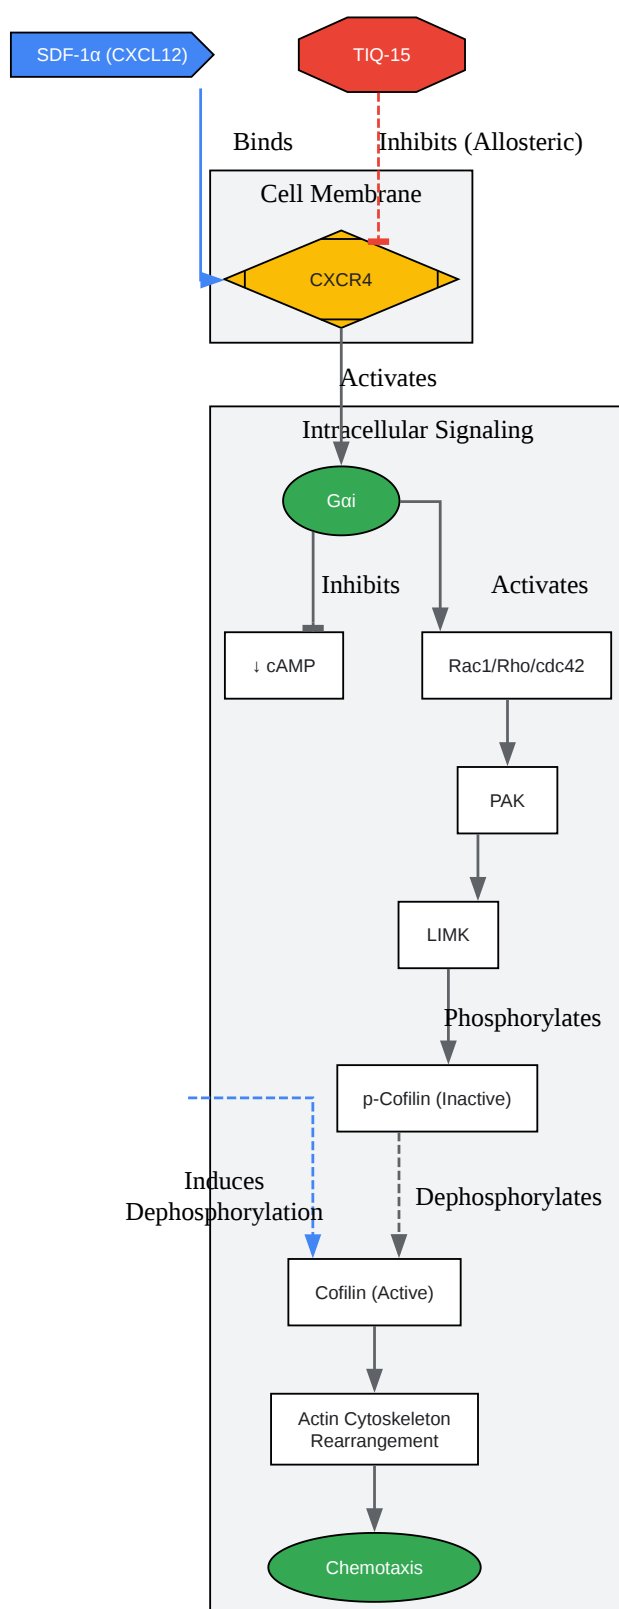 SDF-1α (CXCL12)
TIQ-15
Binds
Inhibits (Allosteric)
Cell Membrane
CXCR4
Activates
Intracellular Signaling
Gαi
Inhibits
Activates
↓ cAMP
Rac1/Rho/cdc42
PAK
LIMK
Phosphorylates
p-Cofilin (Inactive)
Induces
Dephosphorylation
Dephosphorylates
Cofilin (Active)
Actin Cytoskeleton
Rearrangement
Chemotaxis